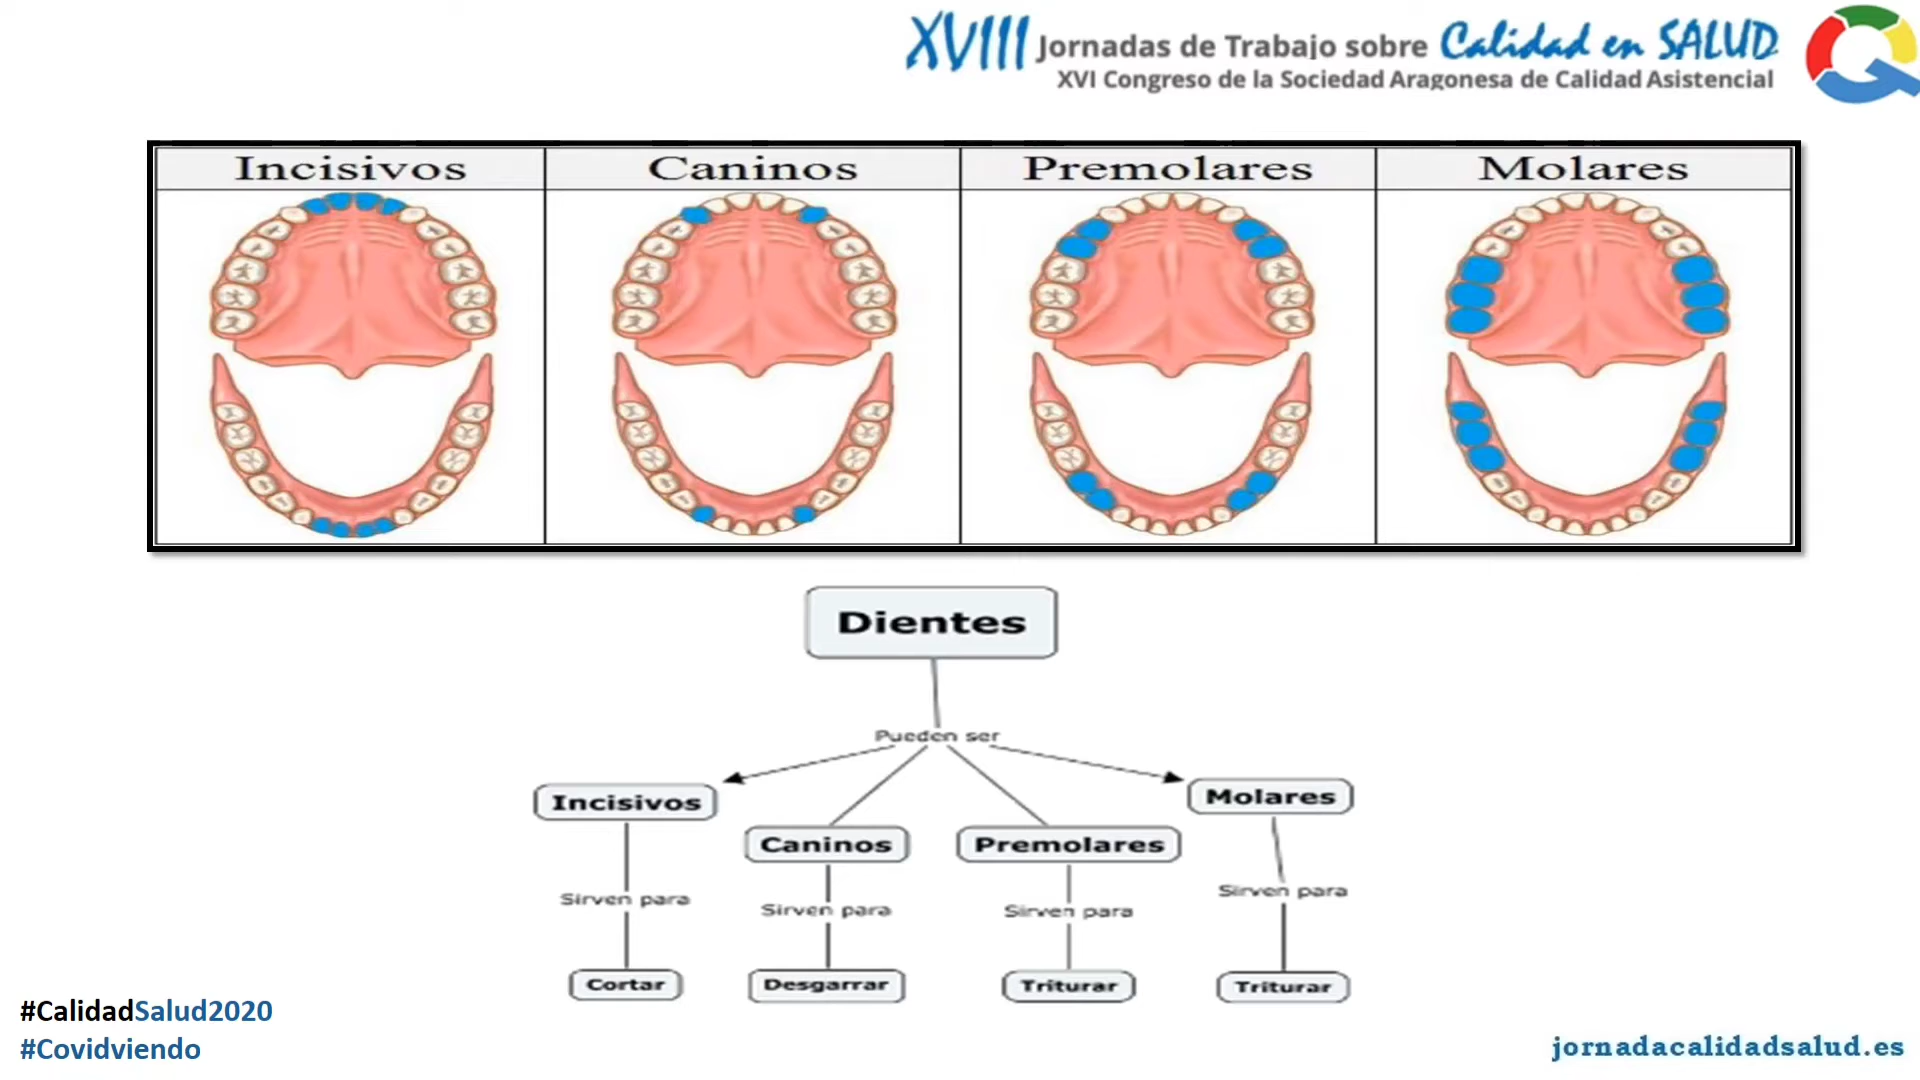 XVIII Jornadas de Trabajo sobre Calidad en SALUD
XVI Congreso de la Sociedad Aragonesa de Calidad Asistencial
Incisivos
Caninos
Premolares
Molares
Dientes
Pueden ser
Incisivos
Caninos
Premolares
Molares
Sirven para
Sirven para
Sirven para
Sirven para
Cortar
Desgarrar
Triturar
Triturar
#CalidadSalud2020
#Covidviendo
jornadacalidadsalud.es